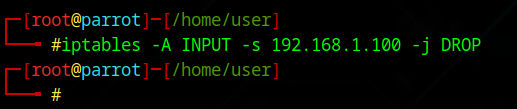 ┌─[root@parrot]─[/home/user]
└──╼ #iptables -A INPUT -s 192.168.1.100 -j DROP
┌─[root@parrot]─[/home/user]
└──╼ #